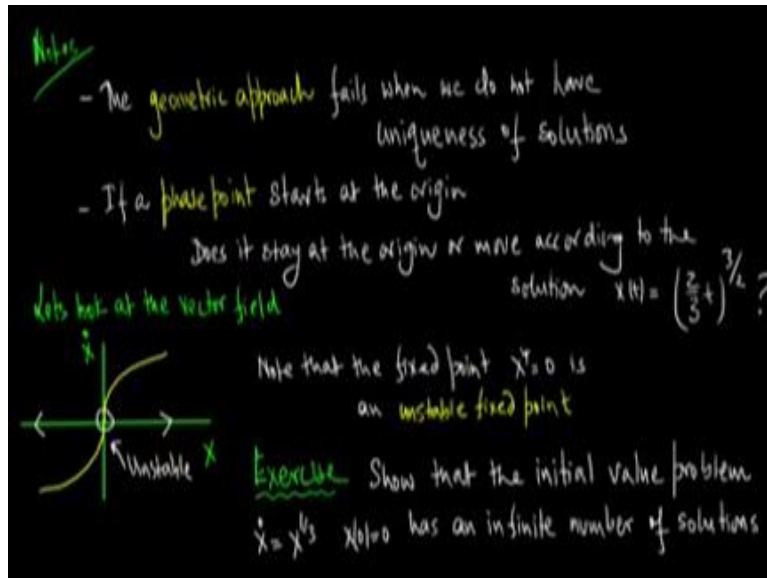 Notes
- The geometric approach fails when we do not have
uniqueness of solutions
- If a phase point starts at the origin
Does it stay at the origin or move according to the
solution x(t) = (2/3 t)^3/2 ?
Lets look at the vector field
ẋ
Note that the fixed point x* = 0 is
an unstable fixed point
Unstable
x
Exercise Show that the initial value problem
ẋ = x^1/3 x(0) = 0 has an infinite number of solutions